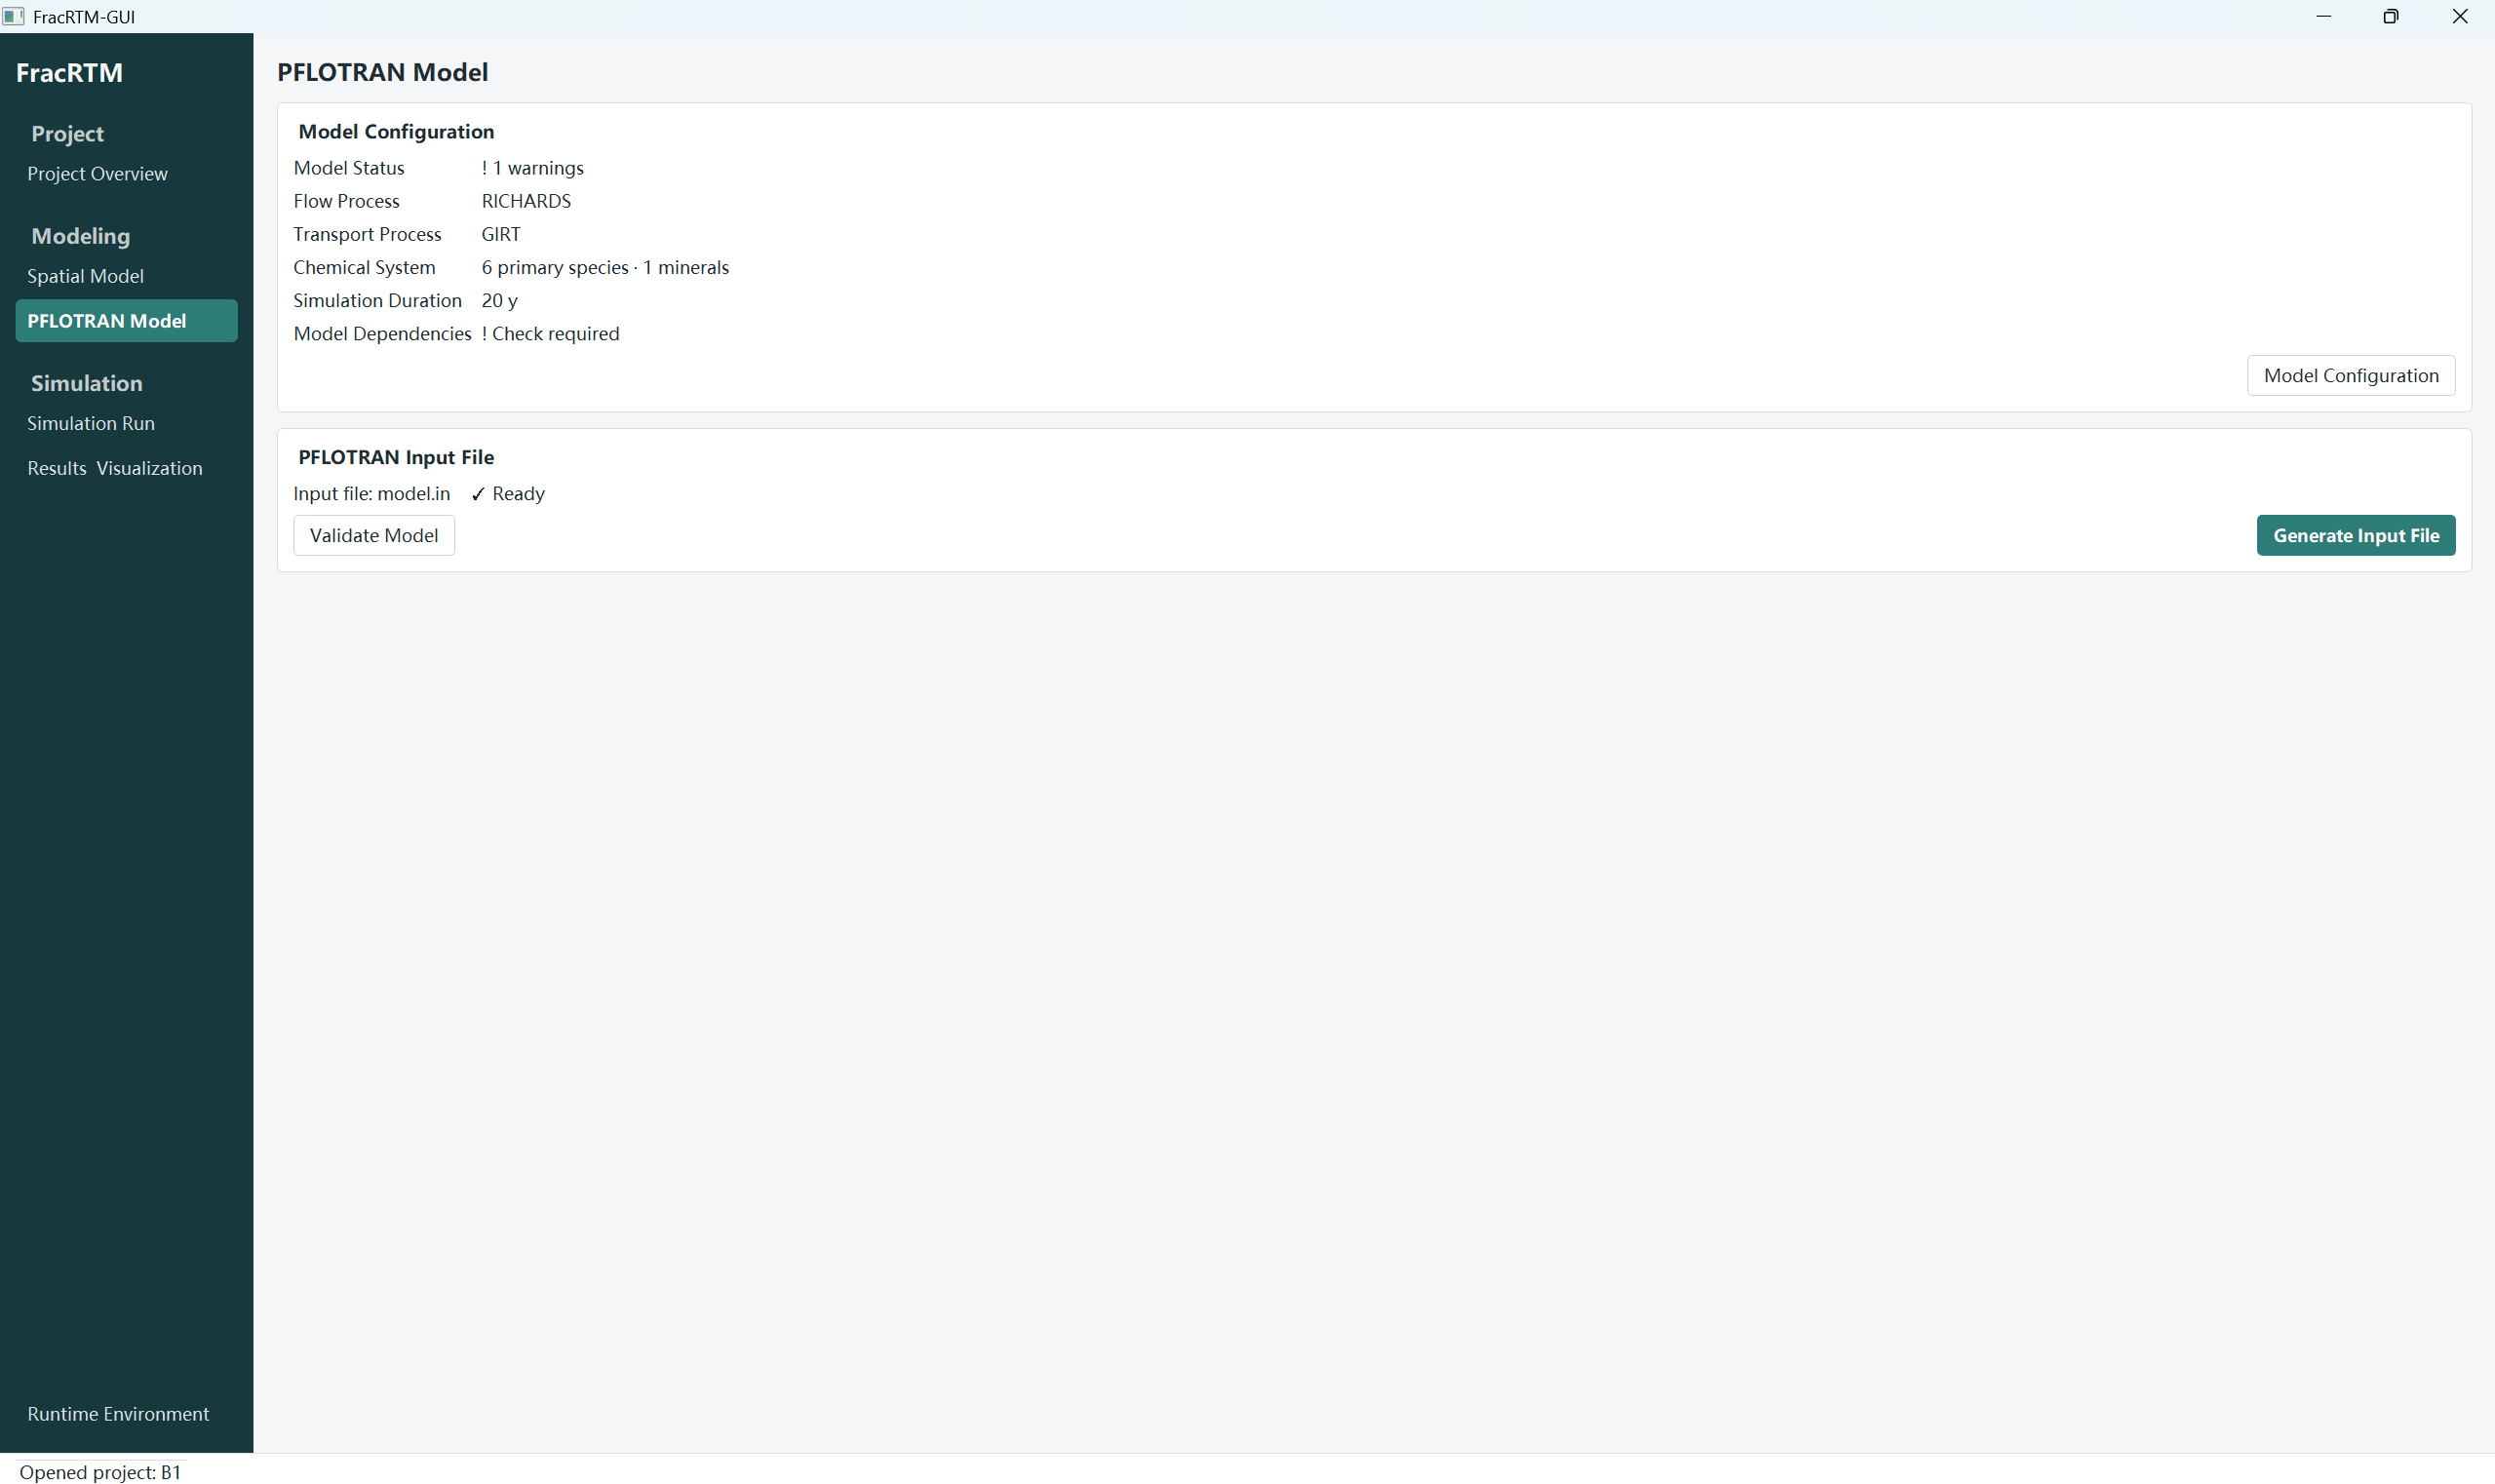 FracRTM-GUI
FracRTM
Project
Project Overview
Modeling
Spatial Model
PFLOTRAN Model
Simulation
Simulation Run
Results  Visualization
Runtime Environment
PFLOTRAN Model
Model Configuration
Model Status ! 1 warnings
Flow Process RICHARDS
Transport Process GIRT
Chemical System 6 primary species · 1 minerals
Simulation Duration 20 y
Model Dependencies ! Check required
Model Configuration
PFLOTRAN Input File
Input file: model.in ✓ Ready
Validate Model Generate Input File
Opened project: B1